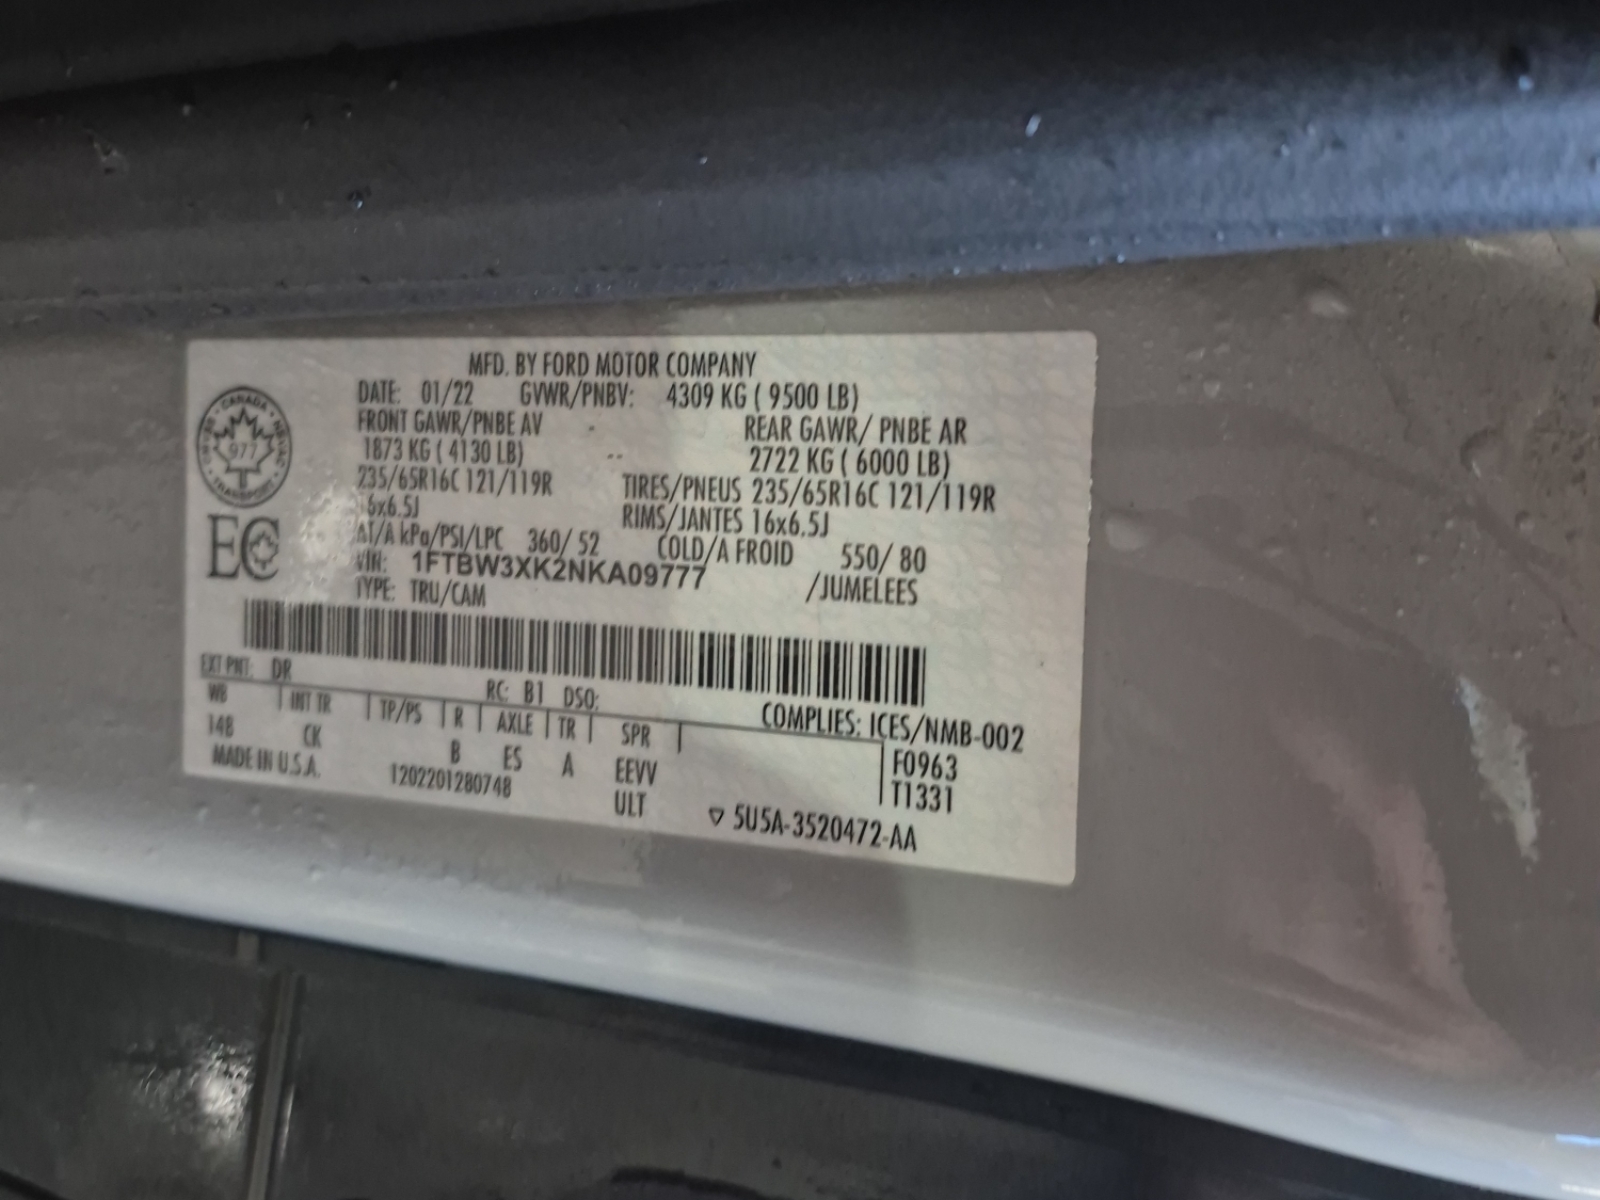 MFD. BY FORD MOTOR COMPANY
DATE: 01/22 GVWR/PNBV: 4309 KG ( 9500 LB)
FRONT GAWR/PNBE AV REAR GAWR/ PNBE AR
1873 KG ( 4130 LB) 2722 KG ( 6000 LB)
235/65R16C 121/119R TIRES/PNEUS 235/65R16C 121/119R
16x6.5J RIMS/JANTES 16x6.5J
AT/A kPa/PSI/LPC 360/ 52 COLD/A FROID 550/ 80
VIN: 1FTBW3XK2NKA09777 /JUMELEES
TYPE: TRU/CAM
CANADA
977
TRANSPORT
EC
EXT PNT: DR RC: B1 DSO:
WB INT TR TP/PS R AXLE TR SPR COMPLIES: ICES/NMB-002
148 CK B ES A EEVV F0963
MADE IN U.S.A. 1202201280748 ULT T1331
▽ 5U5A-3520472-AA